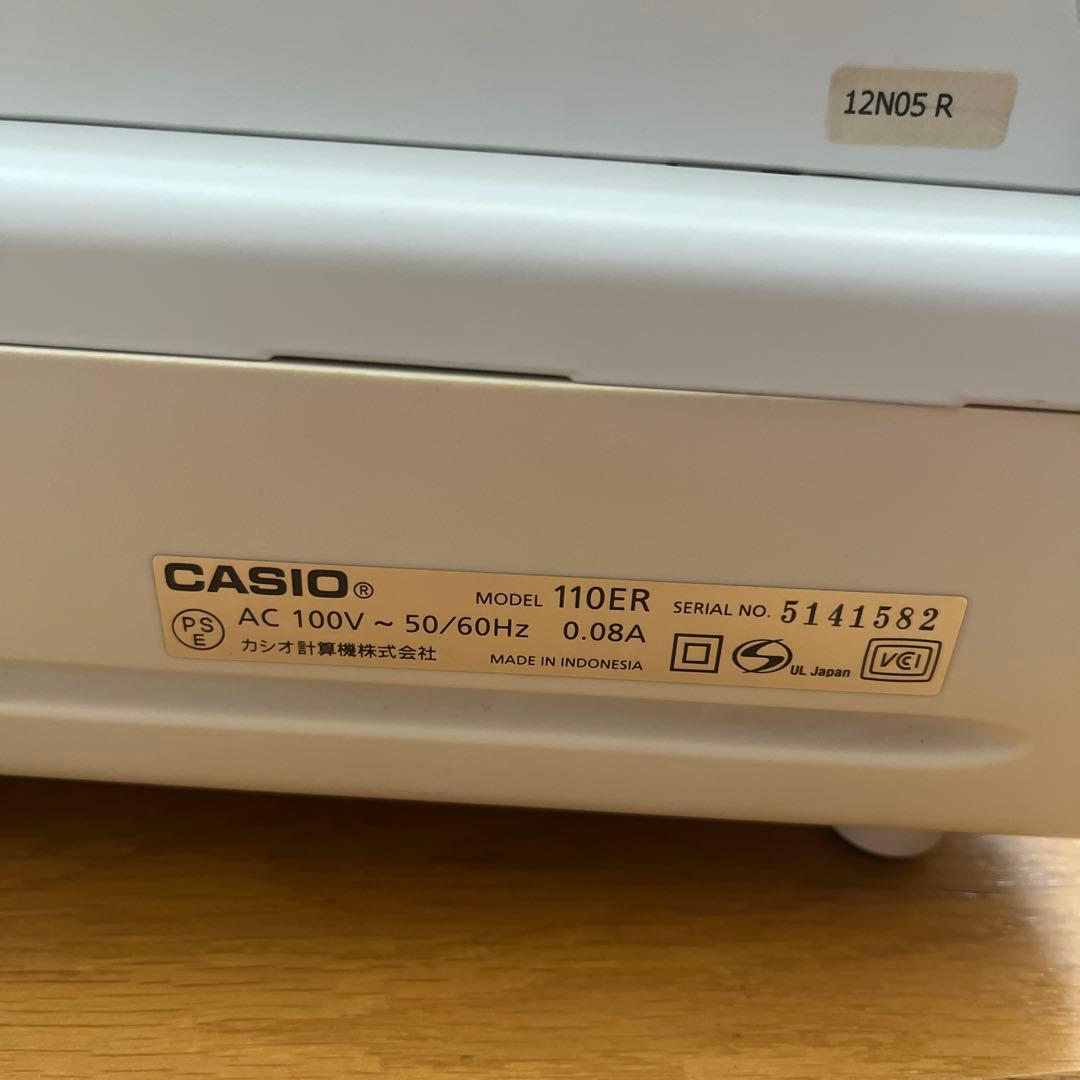 12N05 R
CASIO® MODEL 110ER SERIAL NO. 5141582
PS E AC 100V ~ 50/60Hz 0.08A
カシオ計算機株式会社 MADE IN INDONESIA S UL Japan VCI